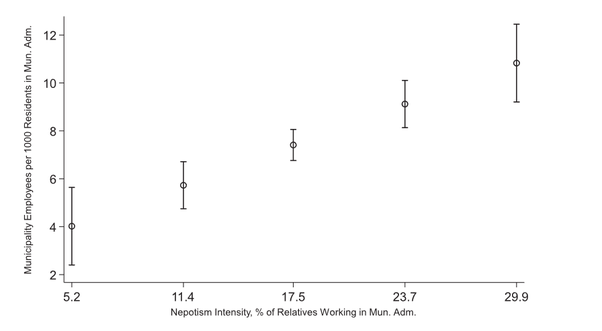 Municipality Employees per 1000 Residents in Mun. Adm.
12
10
8
6
4
2
5.2 11.4 17.5 23.7 29.9
Nepotism Intensity, % of Relatives Working in Mun. Adm.